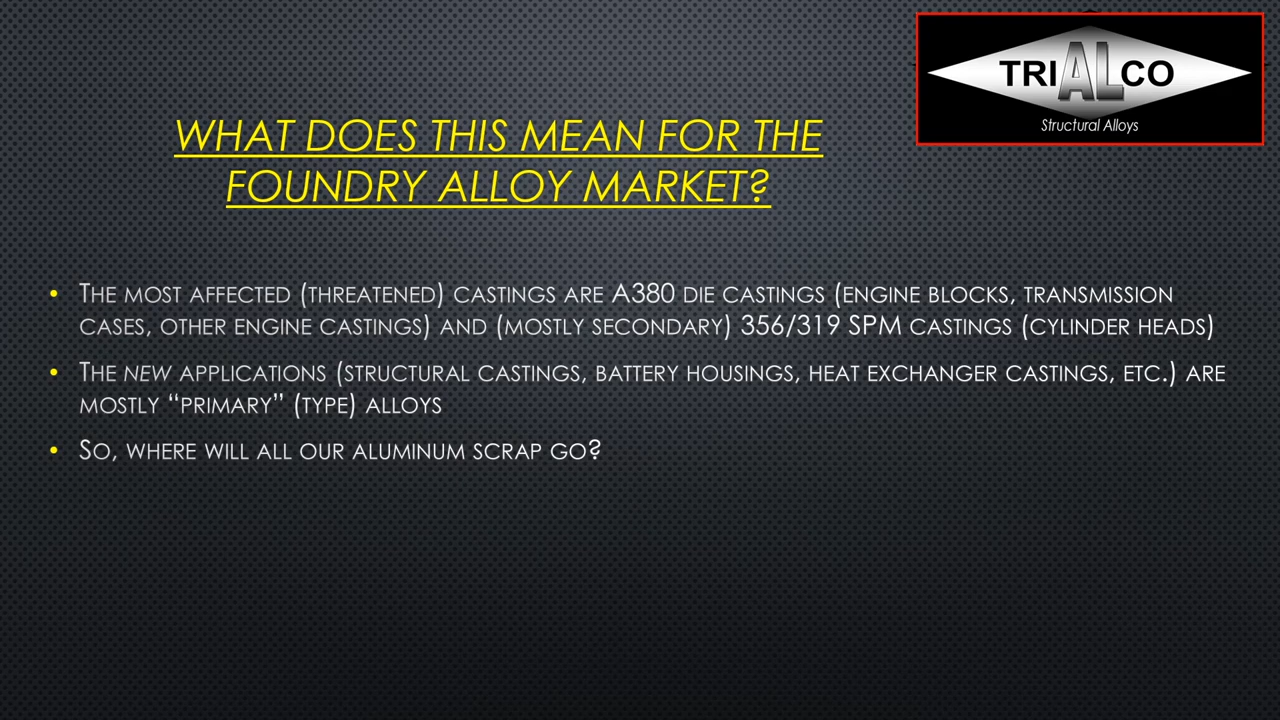 TRIALCO
Structural Alloys
WHAT DOES THIS MEAN FOR THE
FOUNDRY ALLOY MARKET?
• THE MOST AFFECTED (THREATENED) CASTINGS ARE A380 DIE CASTINGS (ENGINE BLOCKS, TRANSMISSION
CASES, OTHER ENGINE CASTINGS) AND (MOSTLY SECONDARY) 356/319 SPM CASTINGS (CYLINDER HEADS)
• THE NEW APPLICATIONS (STRUCTURAL CASTINGS, BATTERY HOUSINGS, HEAT EXCHANGER CASTINGS, ETC.) ARE
MOSTLY “PRIMARY” (TYPE) ALLOYS
• SO, WHERE WILL ALL OUR ALUMINUM SCRAP GO?